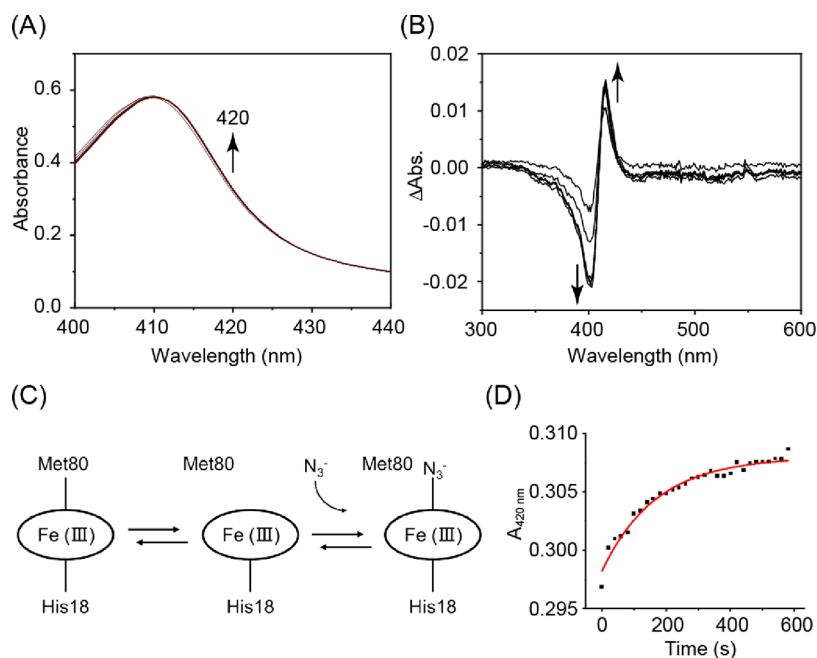 (A)
0.6
0.4
0.2
0.0
Absorbance
420
400 410 420 430 440
Wavelength (nm)
(B)
0.02
0.01
0.00
-0.01
-0.02
ΔAbs.
300 400 500 600
Wavelength (nm)
(C)
Met80 Met80 N3- Met80 N3-
Fe (Ⅲ) Fe (Ⅲ) Fe (Ⅲ)
His18 His18 His18
(D)
0.310
0.305
0.300
0.295
A420 nm
0 200 400 600
Time (s)